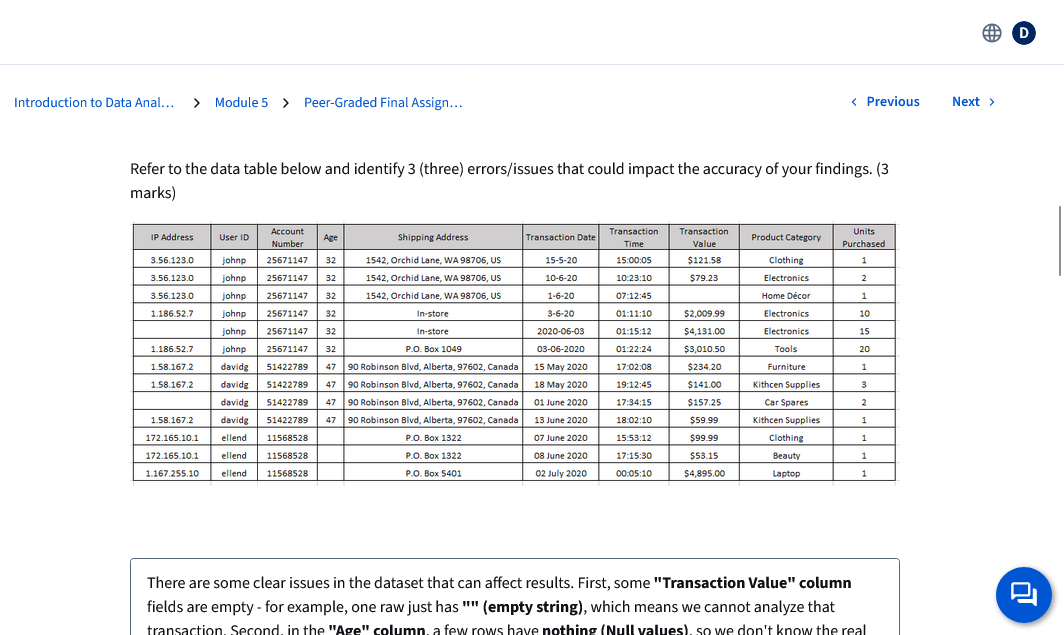 D
Introduction to Data Anal... > Module 5 > Peer-Graded Final Assign...
< Previous Next >
Refer to the data table below and identify 3 (three) errors/issues that could impact the accuracy of your findings. (3
marks)
IP Address User ID Account Number Age Shipping Address Transaction Date Transaction Time Transaction Value Product Category Units Purchased
3.56.123.0 johnp 25671147 32 1542, Orchid Lane, WA 98706, US 15-5-20 15:00:05 $121.58 Clothing 1
3.56.123.0 johnp 25671147 32 1542, Orchid Lane, WA 98706, US 10-6-20 10:23:10 $79.23 Electronics 2
3.56.123.0 johnp 25671147 32 1542, Orchid Lane, WA 98706, US 1-6-20 07:12:45 Home Décor 1
1.186.52.7 johnp 25671147 32 In-store 3-6-20 01:11:10 $2,009.99 Electronics 10
johnp 25671147 32 In-store 2020-06-03 01:15:12 $4,131.00 Electronics 15
1.186.52.7 johnp 25671147 32 P.O. Box 1049 03-06-2020 01:22:24 $3,010.50 Tools 20
1.58.167.2 davidg 51422789 47 90 Robinson Blvd, Alberta, 97602, Canada 15 May 2020 17:02:08 $234.20 Furniture 1
1.58.167.2 davidg 51422789 47 90 Robinson Blvd, Alberta, 97602, Canada 18 May 2020 19:12:45 $141.00 Kithcen Supplies 3
davidg 51422789 47 90 Robinson Blvd, Alberta, 97602, Canada 01 June 2020 17:34:15 $157.25 Car Spares 2
1.58.167.2 davidg 51422789 47 90 Robinson Blvd, Alberta, 97602, Canada 13 June 2020 18:02:10 $59.99 Kithcen Supplies 1
172.165.10.1 ellend 11568528 P.O. Box 1322 07 June 2020 15:53:12 $99.99 Clothing 1
172.165.10.1 ellend 11568528 P.O. Box 1322 08 June 2020 17:15:30 $53.15 Beauty 1
1.167.255.10 ellend 11568528 P.O. Box 5401 02 July 2020 00:05:10 $4,895.00 Laptop 1
There are some clear issues in the dataset that can affect results. First, some "Transaction Value" column
fields are empty - for example, one raw just has "" (empty string), which means we cannot analyze that
transaction. Second, in the "Age" column, a few rows have nothing (Null values), so we don't know the real